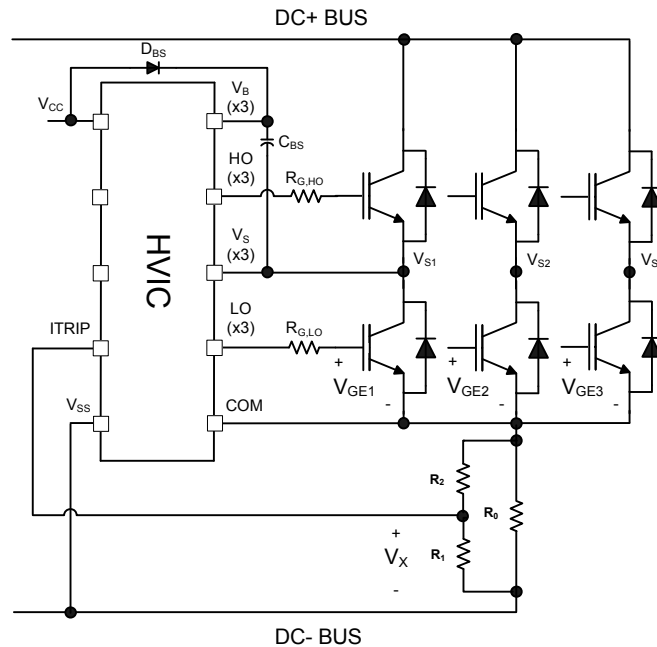 DC+ BUS
DBS
VCC
VB
(x3)
CBS
HO
(x3)
RG,HO
HVIC
VS
(x3)
VS1
VS2
VS
ITRIP
LO
(x3)
RG,LO
+
VGE1
-
+
VGE2
-
+
VGE3
-
VSS
COM
R2
R0
+
VX
-
R1
DC- BUS